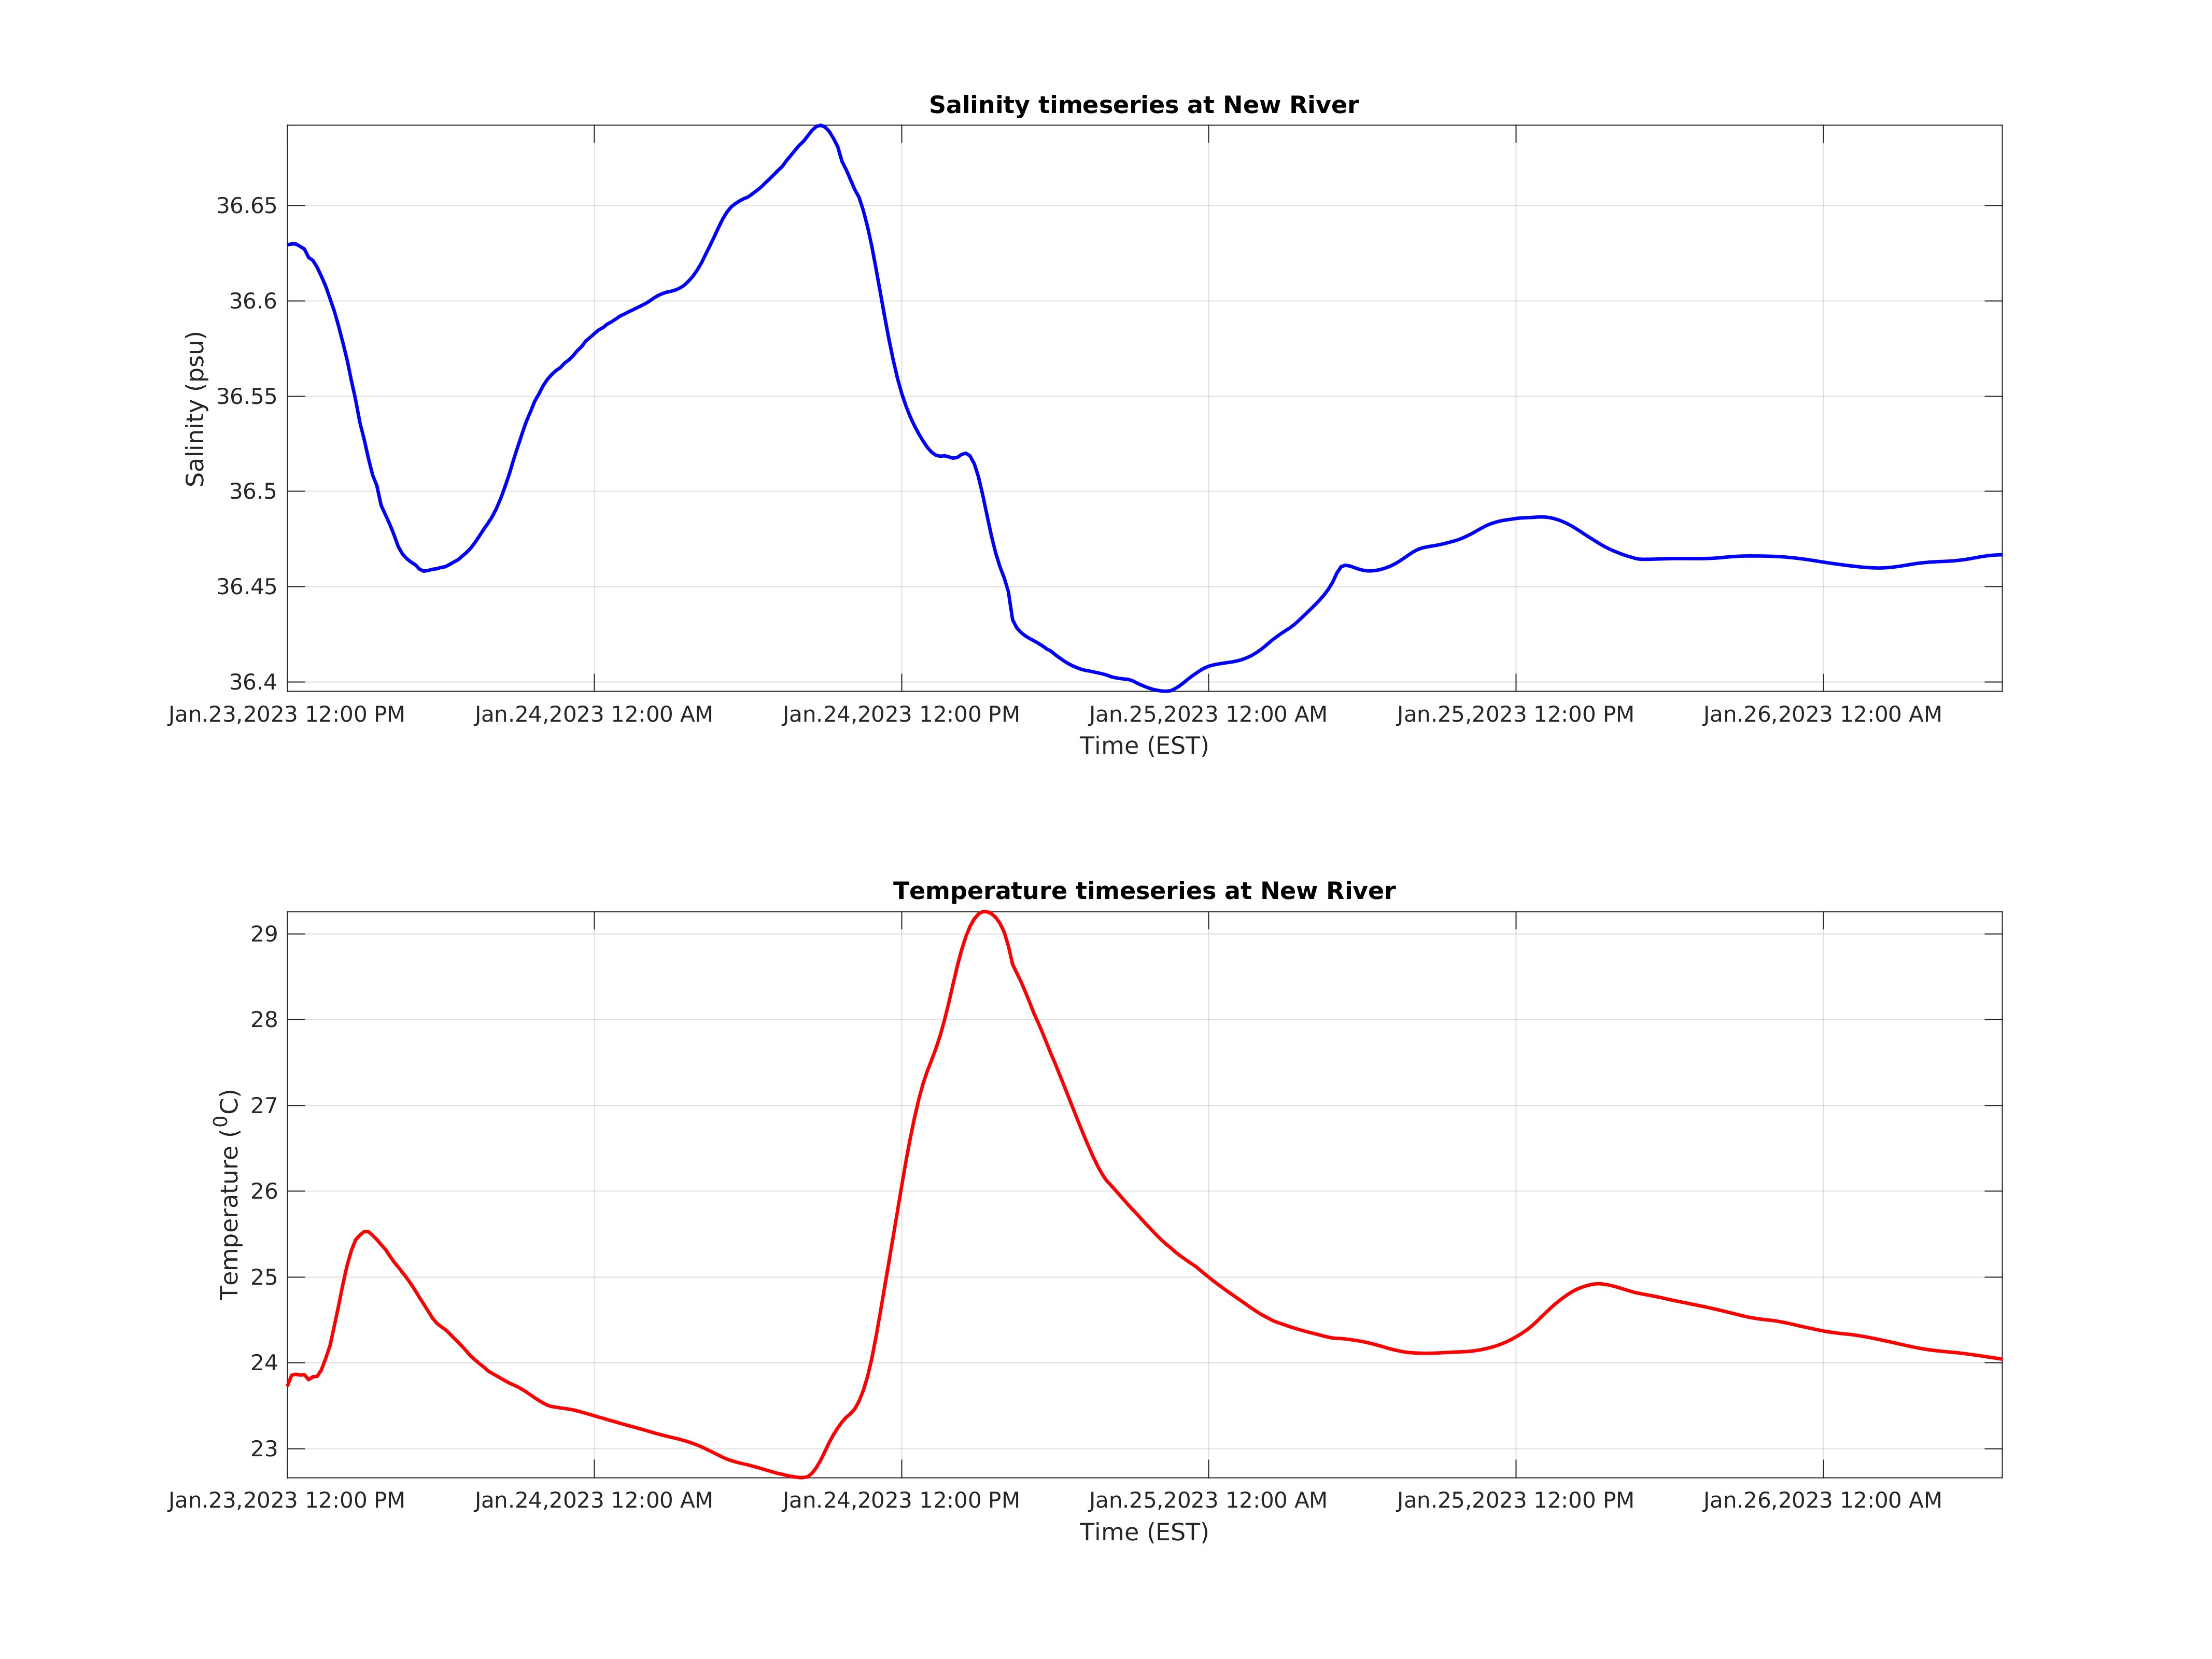 Salinity timeseries at New River
36.65
36.6
36.55
36.5
36.45
36.4
Salinity (psu)
Jan.23,2023 12:00 PM Jan.24,2023 12:00 AM Jan.24,2023 12:00 PM Jan.25,2023 12:00 AM Jan.25,2023 12:00 PM Jan.26,2023 12:00 AM
Time (EST)
Temperature timeseries at New River
29
28
27
26
25
24
23
Temperature (⁰C)
Jan.23,2023 12:00 PM Jan.24,2023 12:00 AM Jan.24,2023 12:00 PM Jan.25,2023 12:00 AM Jan.25,2023 12:00 PM Jan.26,2023 12:00 AM
Time (EST)